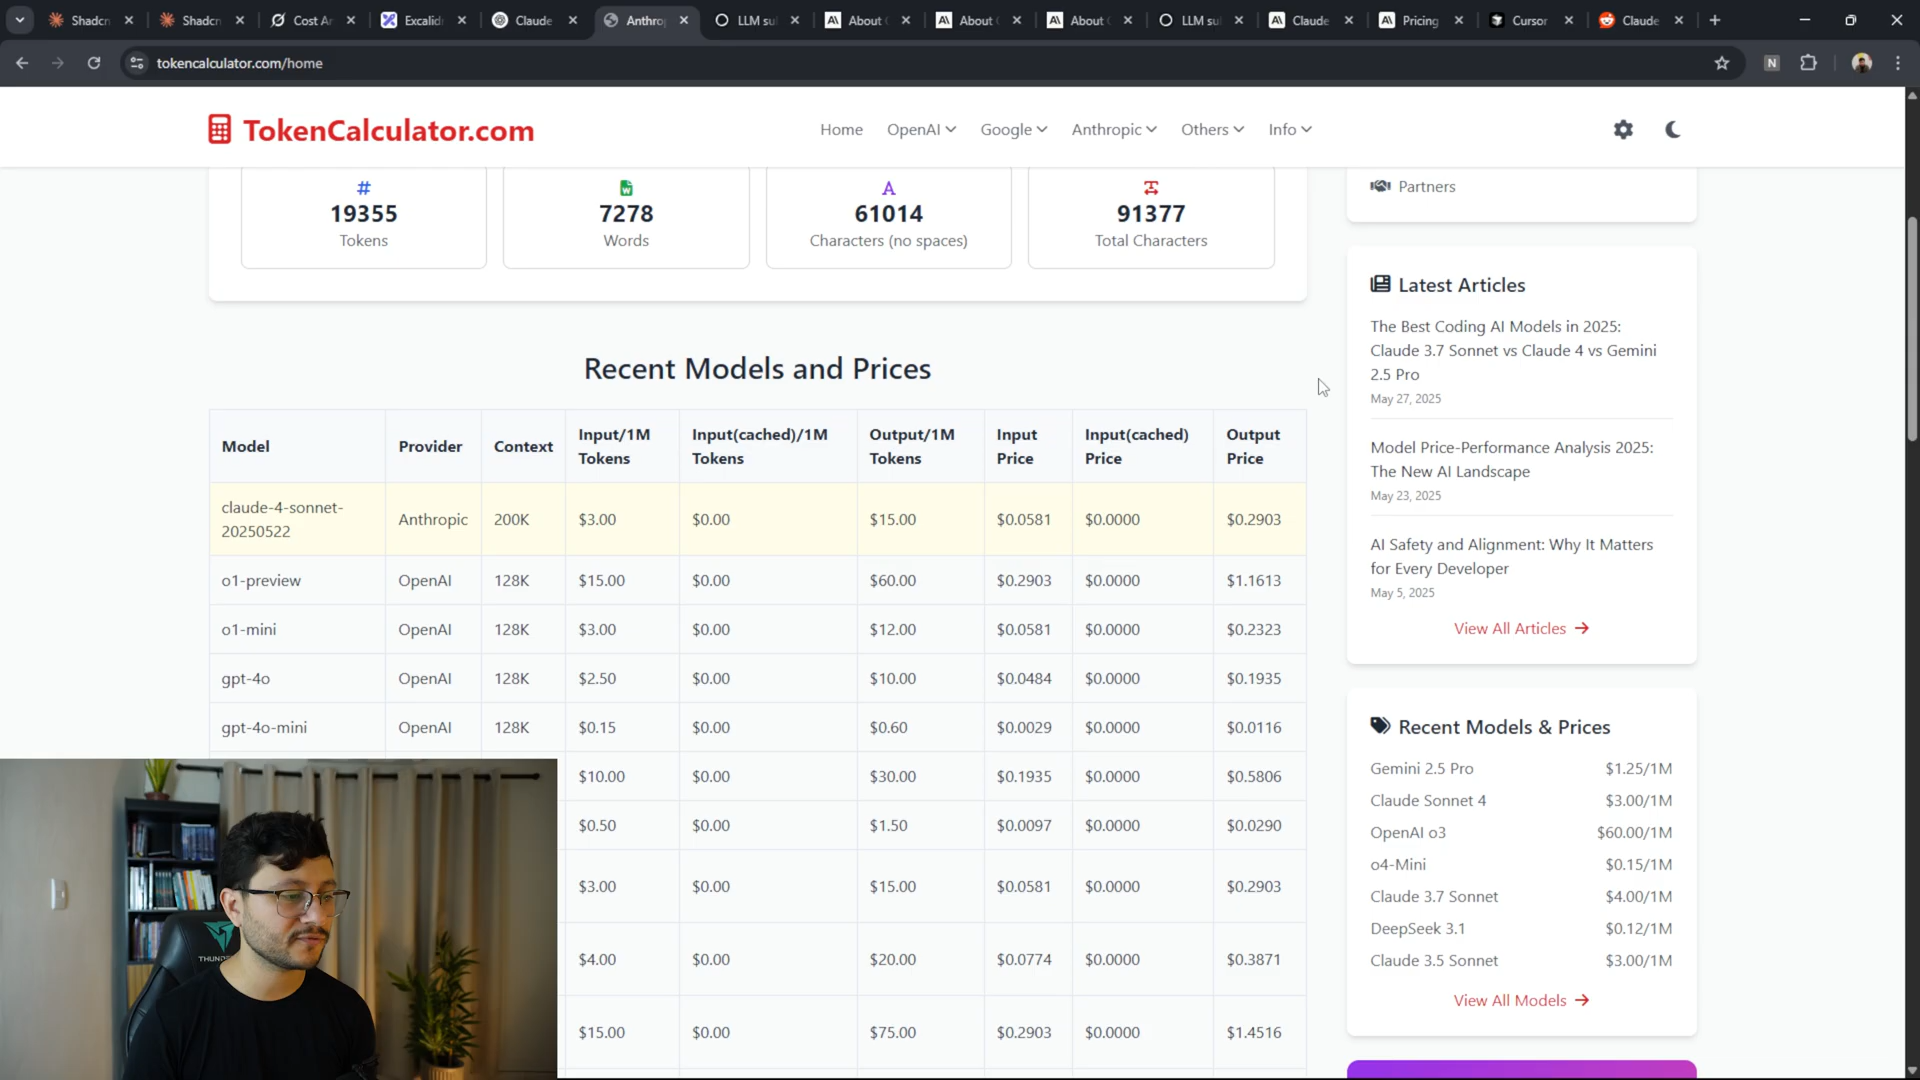 Shadcn
Shadcn
Cost An
Excalid
Claude
Anthrop
LLM sul
About C
About C
About C
LLM sul
Claude
Pricing
Cursor
Claude
tokencalculator.com/home
N
TokenCalculator.com
Home
OpenAI
Google
Anthropic
Others
Info
# W A T
19355
Tokens
7278
Words
61014
Characters (no spaces)
91377
Total Characters
Recent Models and Prices
Model Provider Context Input/1M Tokens Input(cached)/1M Tokens Output/1M Tokens Input Price Input(cached) Price Output Price
claude-4-sonnet-20250522 Anthropic 200K $3.00 $0.00 $15.00 $0.0581 $0.0000 $0.2903
o1-preview OpenAI 128K $15.00 $0.00 $60.00 $0.2903 $0.0000 $1.1613
o1-mini OpenAI 128K $3.00 $0.00 $12.00 $0.0581 $0.0000 $0.2323
gpt-4o OpenAI 128K $2.50 $0.00 $10.00 $0.0484 $0.0000 $0.1935
gpt-4o-mini OpenAI 128K $0.15 $0.00 $0.60 $0.0029 $0.0000 $0.0116
$10.00 $0.00 $30.00 $0.1935 $0.0000 $0.5806
$0.50 $0.00 $1.50 $0.0097 $0.0000 $0.0290
$3.00 $0.00 $15.00 $0.0581 $0.0000 $0.2903
$4.00 $0.00 $20.00 $0.0774 $0.0000 $0.3871
$15.00 $0.00 $75.00 $0.2903 $0.0000 $1.4516
Partners
Latest Articles
The Best Coding AI Models in 2025:
Claude 3.7 Sonnet vs Claude 4 vs Gemini
2.5 Pro
May 27, 2025
Model Price-Performance Analysis 2025:
The New AI Landscape
May 23, 2025
AI Safety and Alignment: Why It Matters
for Every Developer
May 5, 2025
View All Articles
Recent Models & Prices
Gemini 2.5 Pro $1.25/1M
Claude Sonnet 4 $3.00/1M
OpenAI o3 $60.00/1M
o4-Mini $0.15/1M
Claude 3.7 Sonnet $4.00/1M
DeepSeek 3.1 $0.12/1M
Claude 3.5 Sonnet $3.00/1M
View All Models